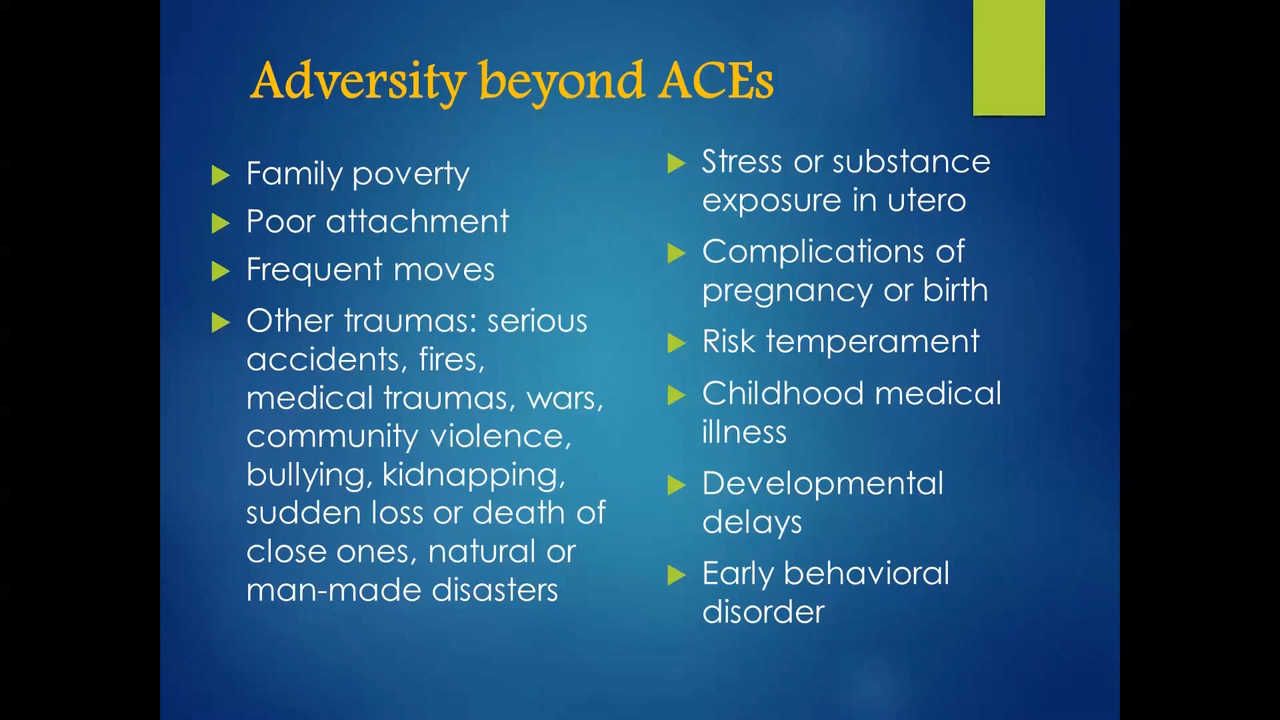 Adversity beyond ACEs
Family poverty
Poor attachment
Frequent moves
Other traumas: serious
accidents, fires,
medical traumas, wars,
community violence,
bullying, kidnapping,
sudden loss or death of
close ones, natural or
man-made disasters
Stress or substance
exposure in utero
Complications of
pregnancy or birth
Risk temperament
Childhood medical
illness
Developmental
delays
Early behavioral
disorder